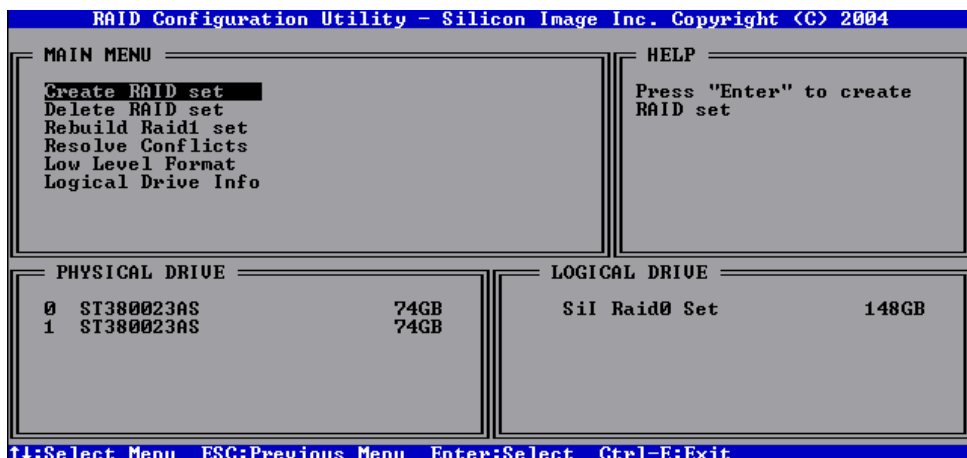 RAID Configuration Utility - Silicon Image Inc. Copyright (C) 2004
MAIN MENU
Create RAID set
Delete RAID set
Rebuild Raid1 set
Resolve Conflicts
Low Level Format
Logical Drive Info
HELP
Press "Enter" to create
RAID set
PHYSICAL DRIVE
0 ST380023AS 74GB
1 ST380023AS 74GB
LOGICAL DRIVE
SiI Raid0 Set 148GB
↑↓:Select Menu ESC:Previous Menu Enter:Select Ctrl-E:Exit